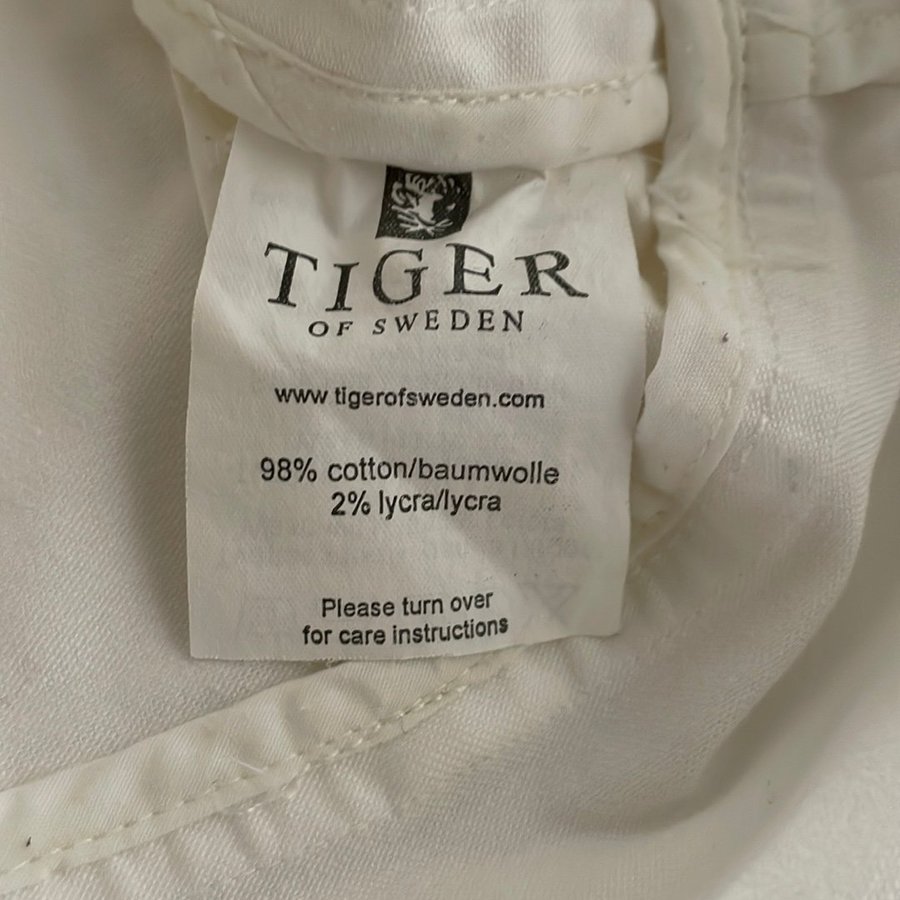 TIGER
OF SWEDEN
www.tigerofsweden.com
98% cotton/baumwolle
2% lycra/lycra
Please turn over
for care instructions